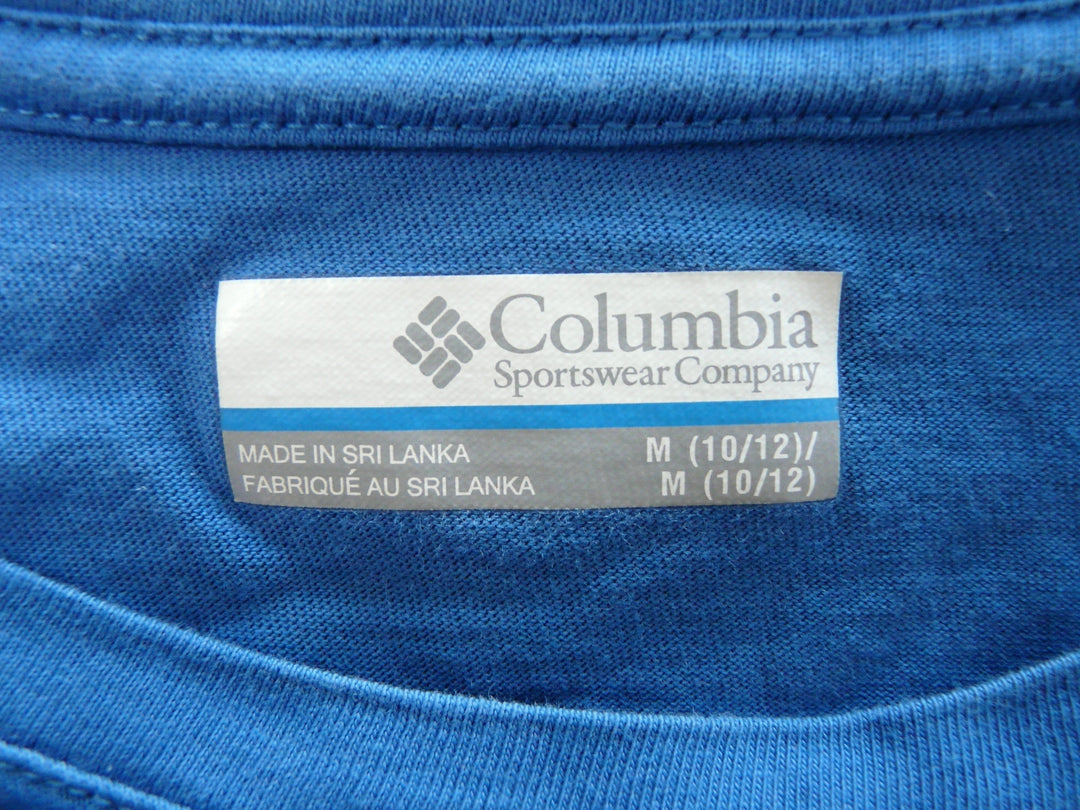 Columbia
Sportswear Company
MADE IN SRI LANKA
FABRIQUÉ AU SRI LANKA
M (10/12)/
M (10/12)